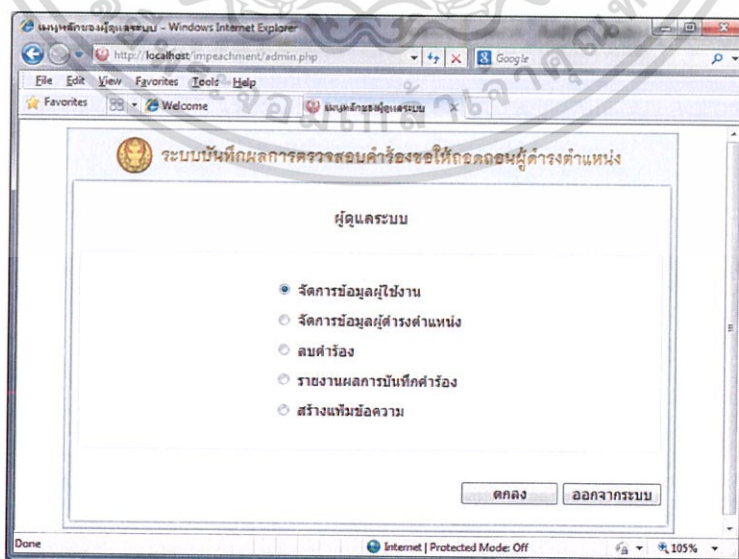 เมนูหลักของผู้ดูแลระบบ - Windows Internet Explorer
http://localhost/impeachment/admin.php
Google
File Edit View Favorites Tools Help
Favorites
Welcome
เมนูหลักของผู้ดูแลระบบ
ระบบบันทึกผลการตรวจสอบคำร้องขอให้ถอดถอนผู้ดำรงตำแหน่ง
ผู้ดูแลระบบ
จัดการข้อมูลผู้ใช้งาน
จัดการข้อมูลผู้ดำรงตำแหน่ง
ลบคำร้อง
รายงานผลการบันทึกคำร้อง
สร้างแฟ้มข้อความ
ตกลง
ออกจากระบบ
Done
Internet | Protected Mode: Off
105%